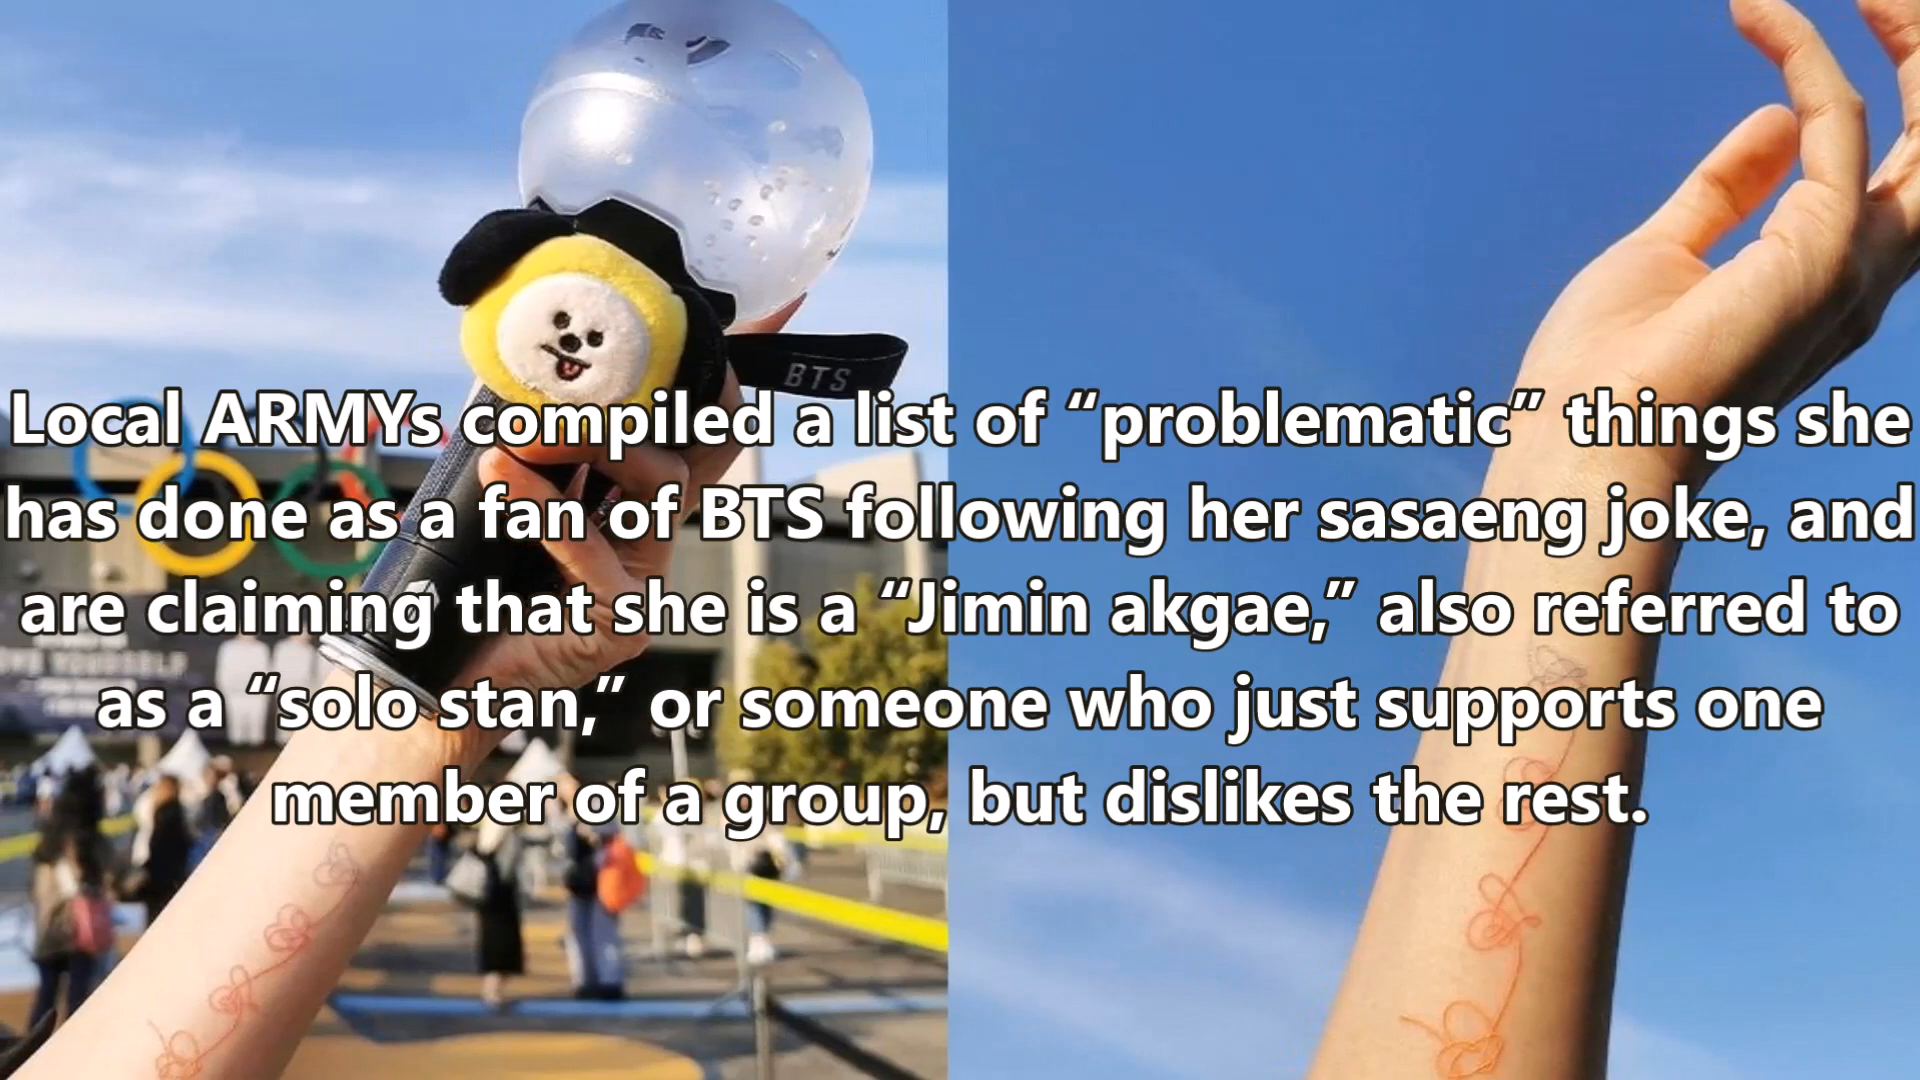 BTS
Local ARMYs compiled a list of “problematic” things she
has done as a fan of BTS following her sasaeng joke, and
are claiming that she is a “Jimin akgae,” also referred to
as a “solo stan,” or someone who just supports one
member of a group, but dislikes the rest.
YOURSELF